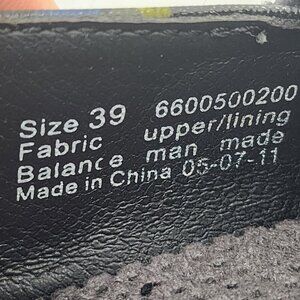 Size 39 6600500200
Fabric upper/lining
Balance man made
Made in China 05-07-11